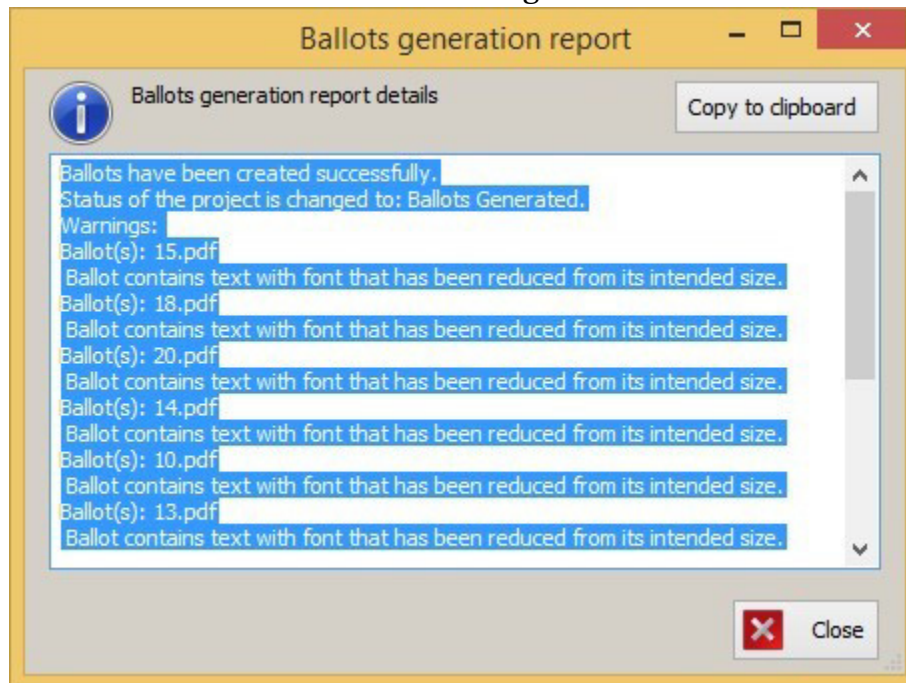 Ballots generation report
Ballots generation report details
Copy to clipboard
Ballots have been created successfully.
Status of the project is changed to: Ballots Generated.
Warnings:
Ballot(s): 15.pdf
Ballot contains text with font that has been reduced from its intended size.
Ballot(s): 18.pdf
Ballot contains text with font that has been reduced from its intended size.
Ballot(s): 20.pdf
Ballot contains text with font that has been reduced from its intended size.
Ballot(s): 14.pdf
Ballot contains text with font that has been reduced from its intended size.
Ballot(s): 10.pdf
Ballot contains text with font that has been reduced from its intended size.
Ballot(s): 13.pdf
Ballot contains text with font that has been reduced from its intended size.
Close